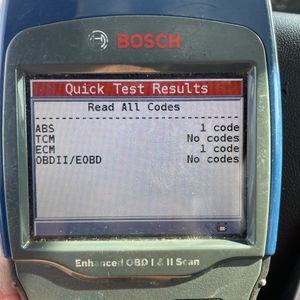 BOSCH
Quick Test Results
Read All Codes
ABS 1 code
TCM No codes
ECM 1 code
OBDII/EOBD No codes
Enhanced OBD I & II Scan